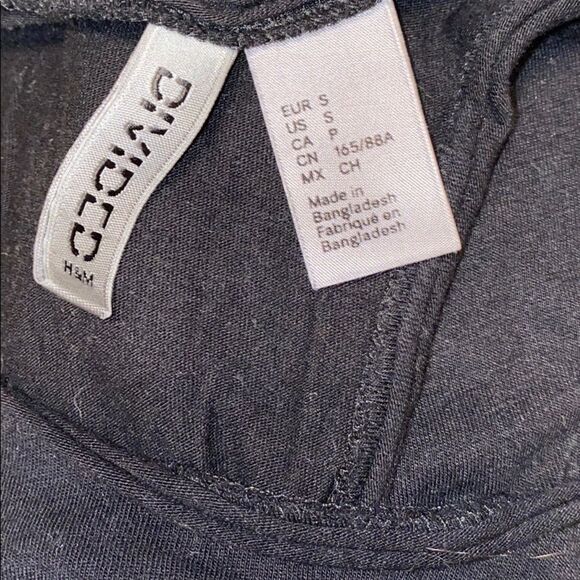 DIVIDED
H&M
EUR S
US S
CA P
CN 165/88A
MX CH
Made in
Bangladesh
Fabriqué en
Bangladesh